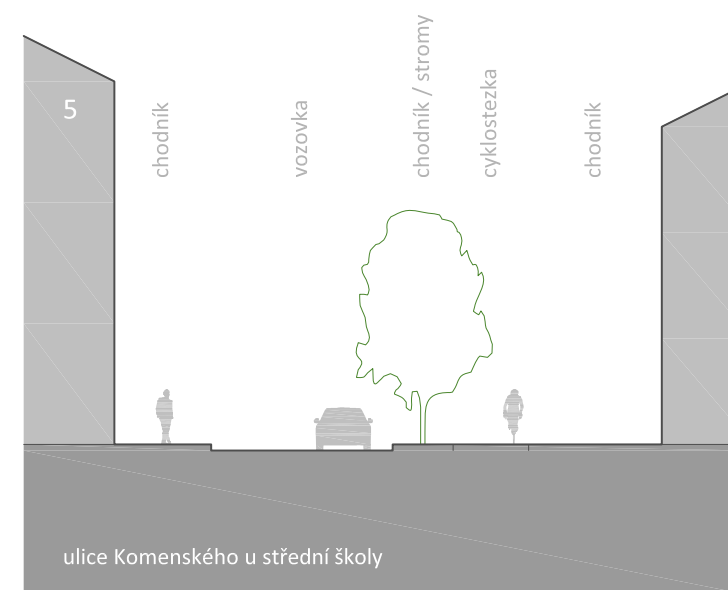 5
chodník
vozovka
chodník / stromy
cyklostezka
chodník
ulice Komenského u střední školy